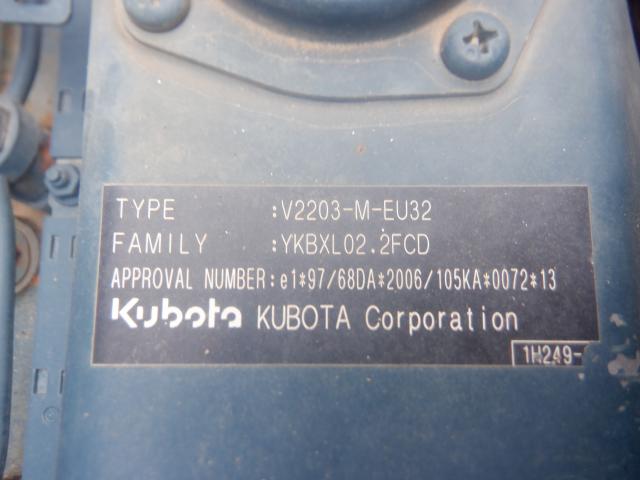 TYPE :V2203-M-EU32
FAMILY :YKBXL02.2FCD
APPROVAL NUMBER:e1*97/68DA*2006/105KA*0072*13
Kubota KUBOTA Corporation
1H249-